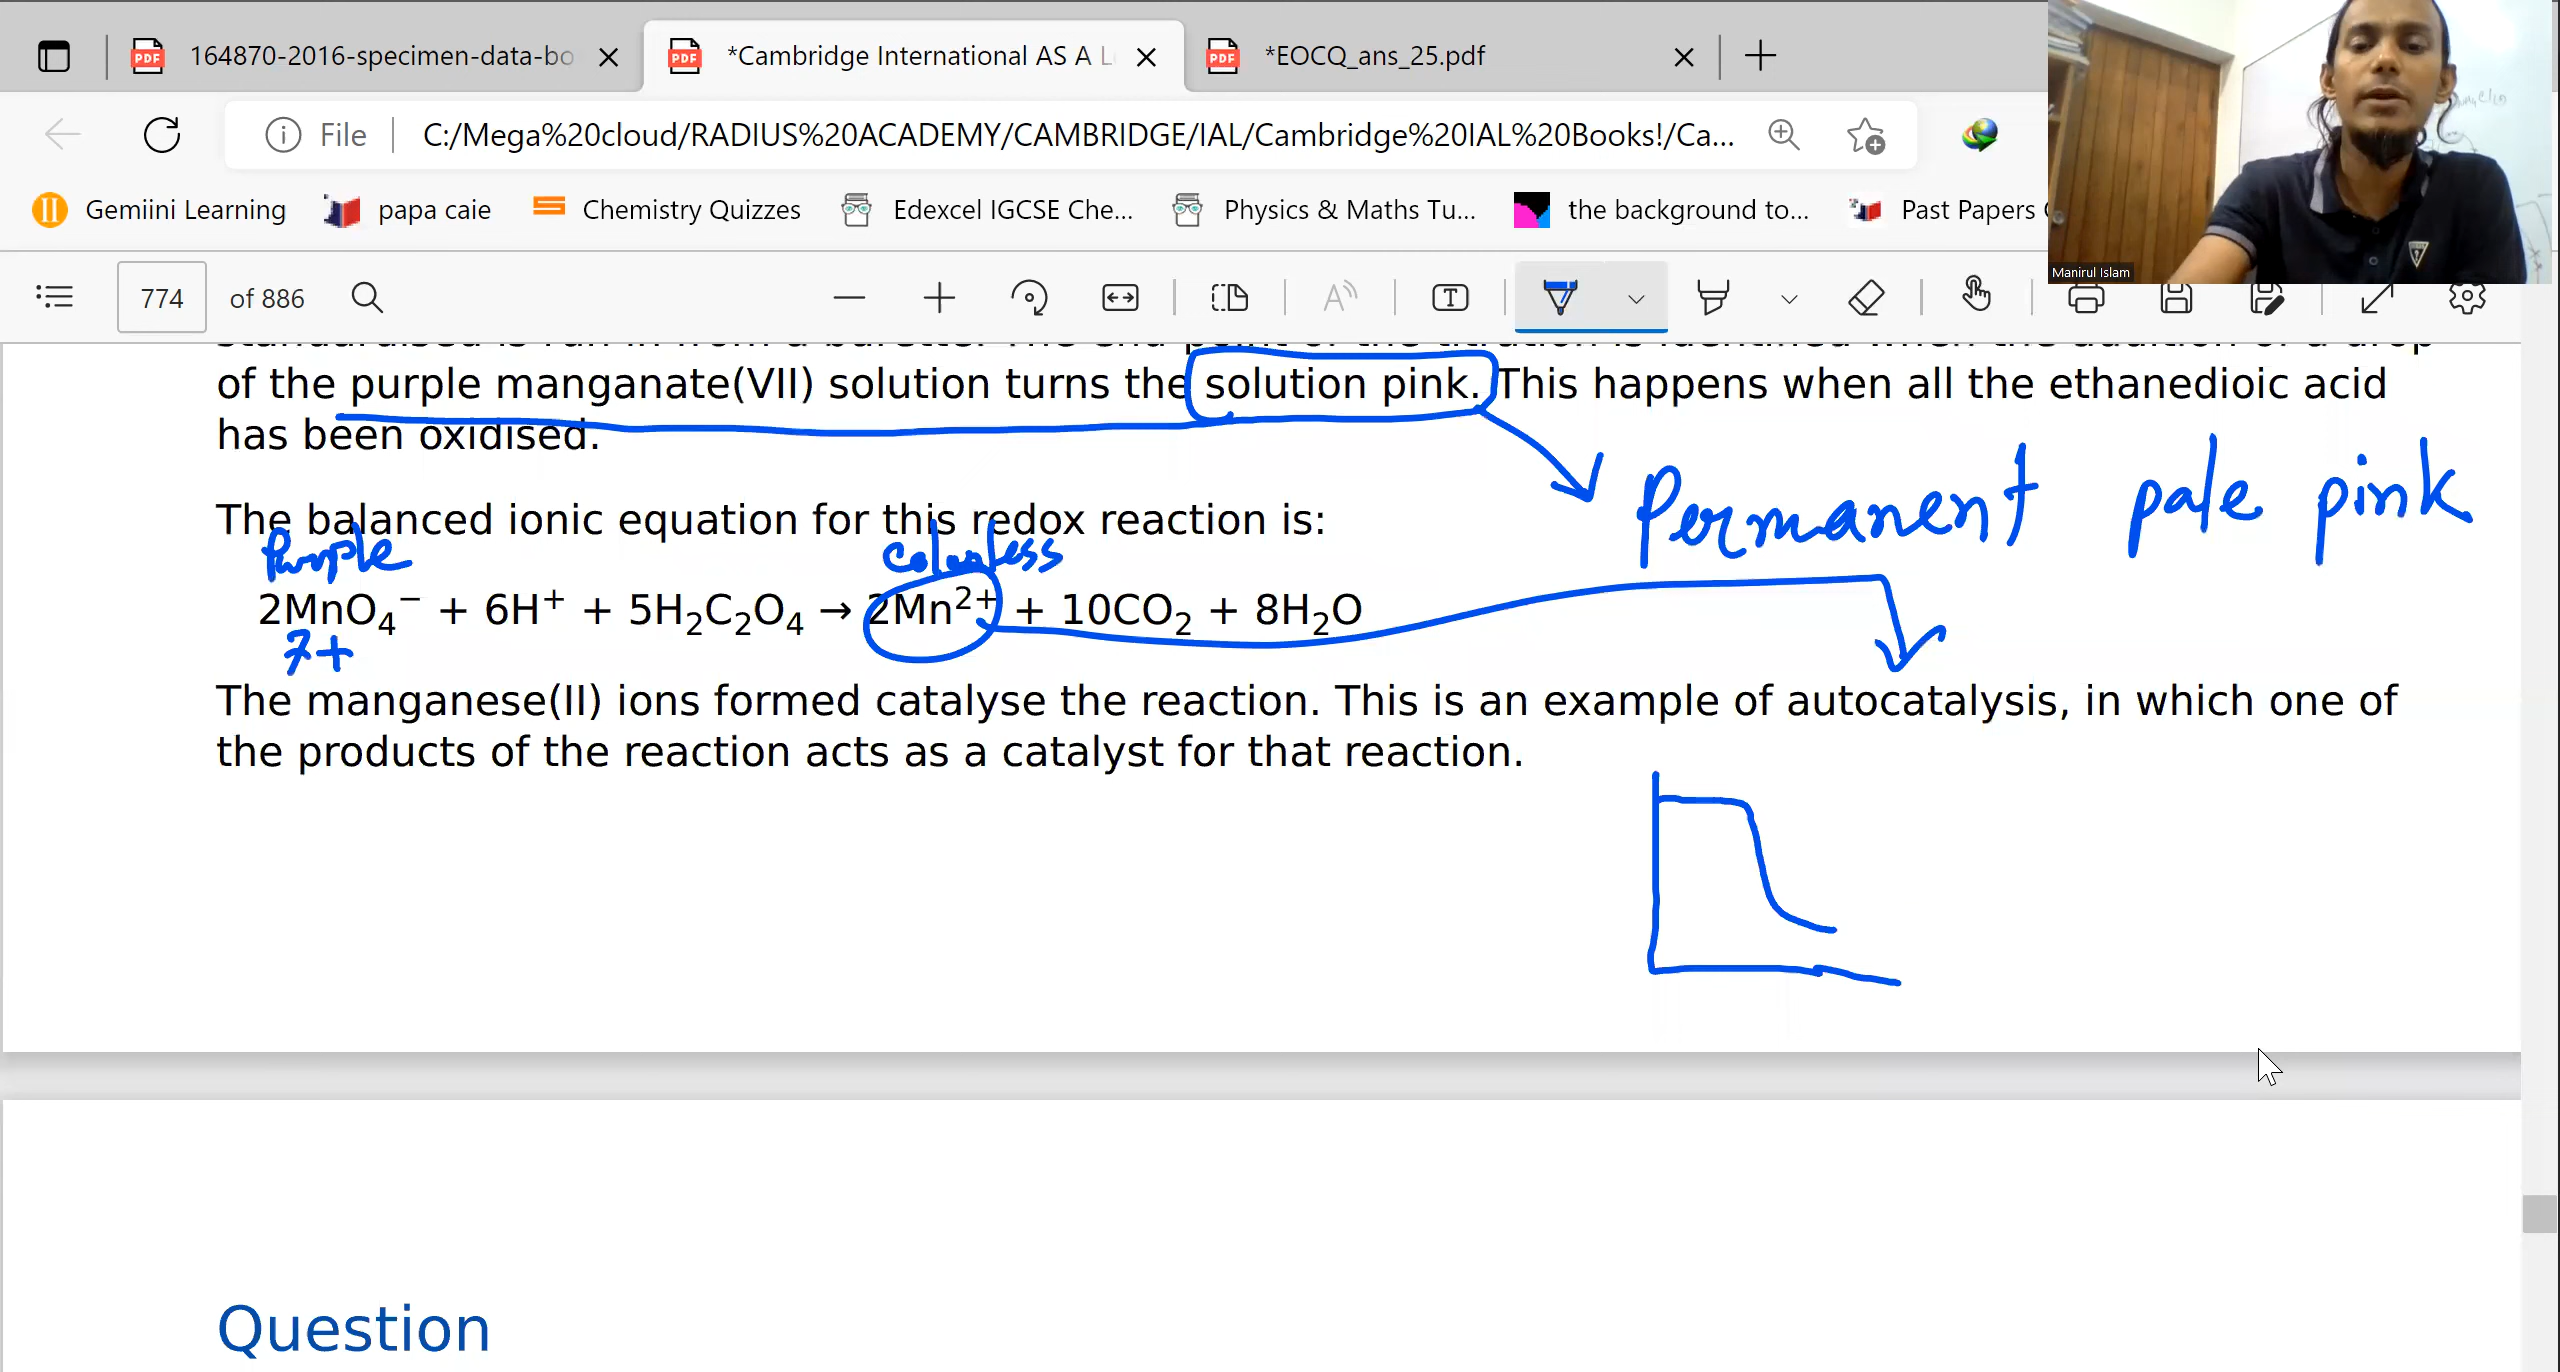 164870-2016-specimen-data-bo
*Cambridge International AS A L
*EOCQ_ans_25.pdf
File
C:/Mega%20cloud/RADIUS%20ACADEMY/CAMBRIDGE/IAL/Cambridge%20IAL%20Books!/Ca...
Gemiini Learning
papa caie
Chemistry Quizzes
Edexcel IGCSE Che...
Physics & Maths Tu...
the background to...
Past Papers
Manirul Islam
774 of 886
of the purple manganate(VII) solution turns the solution pink. This happens when all the ethanedioic acid
has been oxidised.
Permanent pale pink
The balanced ionic equation for this redox reaction is:
Purple
colourless
2MnO₄⁻ + 6H⁺ + 5H₂C₂O₄ → 2Mn²⁺ + 10CO₂ + 8H₂O
7+
The manganese(II) ions formed catalyse the reaction. This is an example of autocatalysis, in which one of
the products of the reaction acts as a catalyst for that reaction.
Question